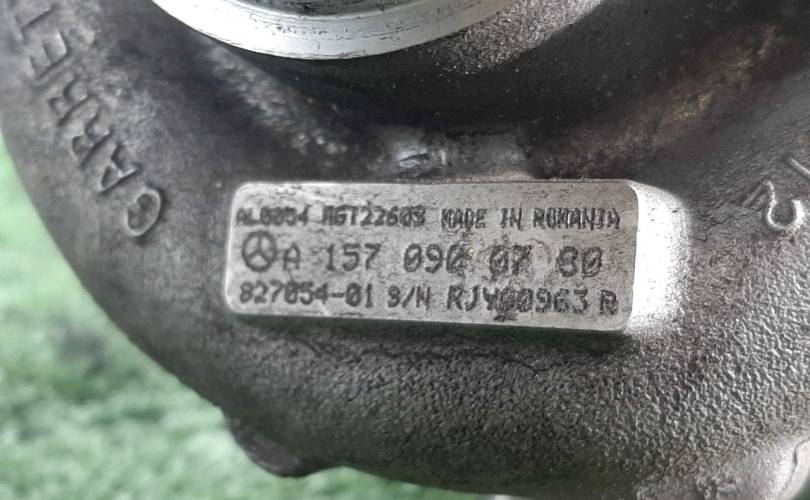 GARRETT
AL0054 MGT2260S MADE IN ROMANIA
A 157 090 07 80
827054-01 S/N RJY00963 R